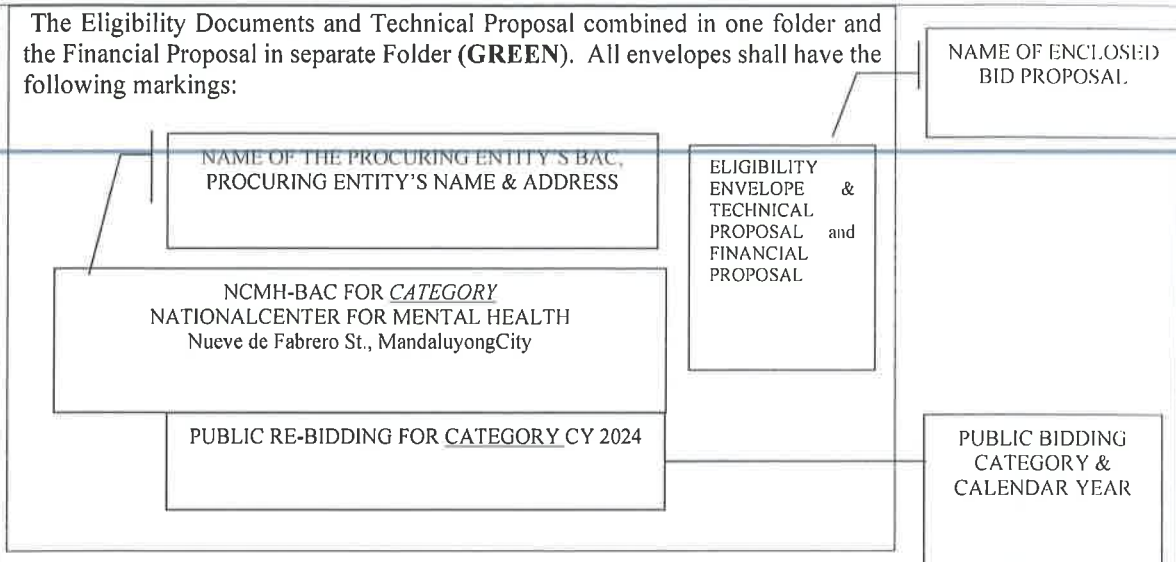 The Eligibility Documents and Technical Proposal combined in one folder and
the Financial Proposal in separate Folder (GREEN). All envelopes shall have the
following markings:
NAME OF ENCLOSED
BID PROPOSAL
NAME OF THE PROCURING ENTITY'S BAC,
PROCURING ENTITY'S NAME & ADDRESS
ELIGIBILITY
ENVELOPE &
TECHNICAL
PROPOSAL and
FINANCIAL
PROPOSAL
NCMH-BAC FOR CATEGORY
NATIONALCENTER FOR MENTAL HEALTH
Nueve de Fabrero St., MandaluyongCity
PUBLIC RE-BIDDING FOR CATEGORY CY 2024
PUBLIC BIDDING
CATEGORY &
CALENDAR YEAR